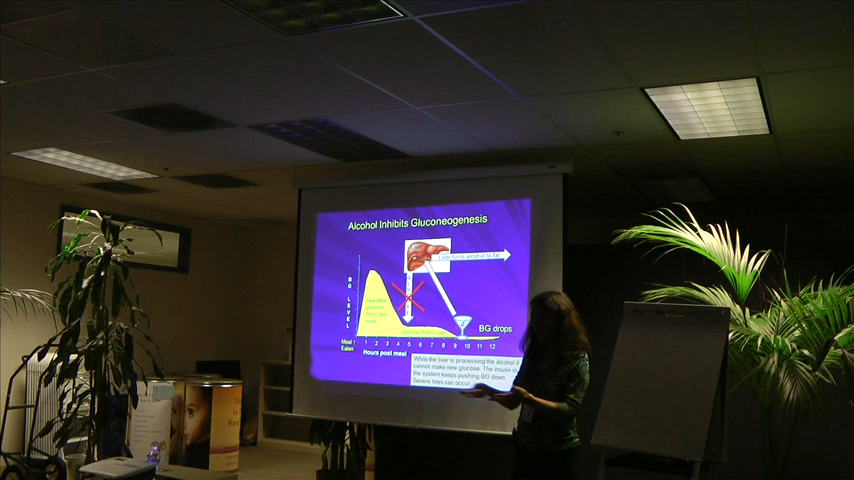 Alcohol Inhibits Gluconeogenesis
Liver turns alcohol to fat
BG
LEVEL
Available
glucose
from carb
meal
BG drops
Meal
Eaten
1 2 3 4 5 6 7 8 9 10 11 12
Hours post meal
While the liver is processing the alcohol it
cannot make new glucose. The insulin in
the system keeps pushing BG down.
Severe lows can occur